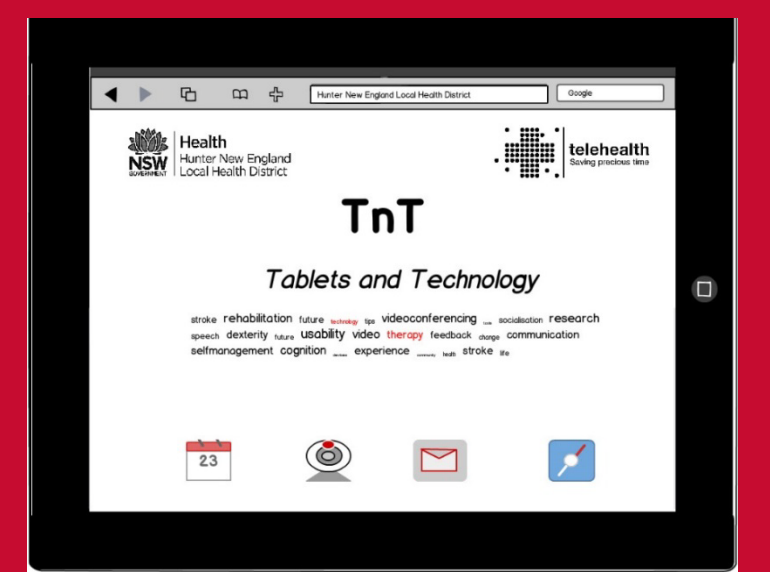 Hunter New England Local Health District
Google
NSW
GOVERNMENT
Health
Hunter New England
Local Health District
telehealth
Saving precious time
TnT
Tablets and Technology
stroke rehabilitation future technology tips videoconferencing socialisation research
speech dexterity future usability video therapy feedback change communication
selfmanagement cognition experience community health stroke life
23